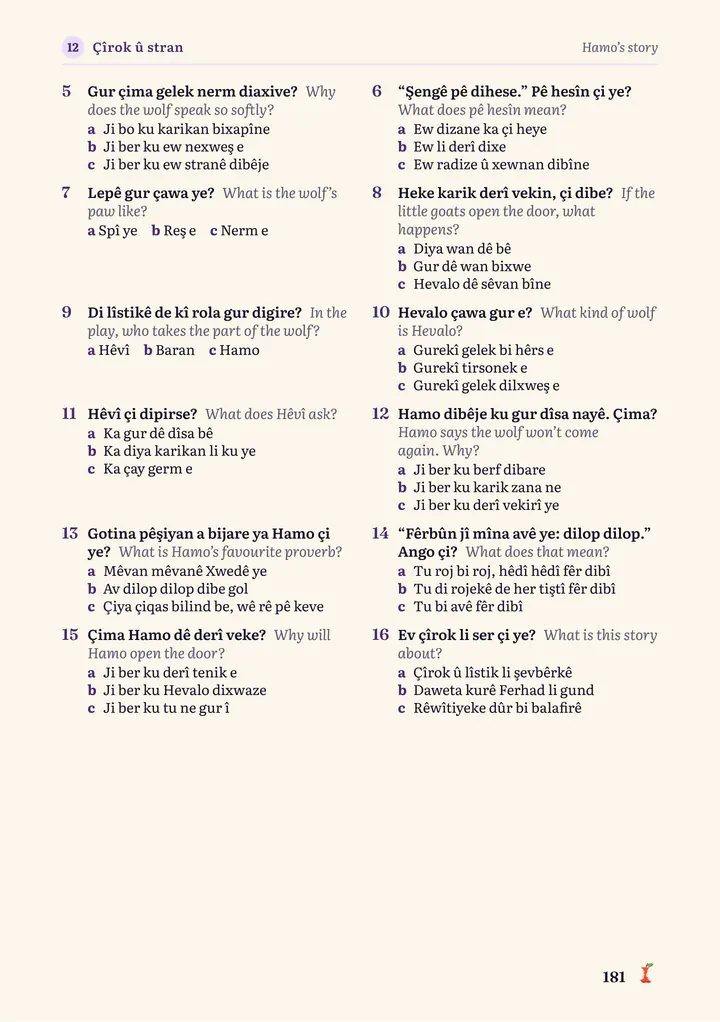 12 Çîrok û stran
Hamo's story
5 Gur çima gelek nerm diaxive? Why
does the wolf speak so softly?
a Ji bo ku karikan bixapîne
b Ji ber ku ew nexweş e
c Ji ber ku ew stranê dibêje
6 “Şengê pê dihese.” Pê hesîn çi ye?
What does pê hesîn mean?
a Ew dizane ka çi heye
b Ew li derî dixe
c Ew radize û xewnan dibîne
7 Lepê gur çawa ye? What is the wolf's
paw like?
a Spî ye b Reş e c Nerm e
8 Heke karik derî vekin, çi dibe? If the
little goats open the door, what
happens?
a Diya wan dê bê
b Gur dê wan bixwe
c Hevalo dê sêvan bîne
9 Di lîstikê de kî rola gur digire? In the
play, who takes the part of the wolf?
a Hêvî b Baran c Hamo
10 Hevalo çawa gur e? What kind of wolf
is Hevalo?
a Gurekî gelek bi hêrs e
b Gurekî tirsonek e
c Gurekî gelek dilxweş e
11 Hêvî çi dipirse? What does Hêvî ask?
a Ka gur dê dîsa bê
b Ka diya karikan li ku ye
c Ka çay germ e
12 Hamo dibêje ku gur dîsa nayê. Çima?
Hamo says the wolf won't come
again. Why?
a Ji ber ku berf dibare
b Ji ber ku karik zana ne
c Ji ber ku derî vekirî ye
13 Gotina pêşiyan a bijare ya Hamo çi
ye? What is Hamo's favourite proverb?
a Mêvan mêvanê Xwedê ye
b Av dilop dilop dibe gol
c Çiya çiqas bilind be, wê rê pê keve
14 “Fêrbûn jî mîna avê ye: dilop dilop.”
Ango çi? What does that mean?
a Tu roj bi roj, hêdî hêdî fêr dibî
b Tu di rojekê de her tiştî fêr dibî
c Tu bi avê fêr dibî
15 Çima Hamo dê derî veke? Why will
Hamo open the door?
a Ji ber ku derî tenik e
b Ji ber ku Hevalo dixwaze
c Ji ber ku tu ne gur î
16 Ev çîrok li ser çi ye? What is this story
about?
a Çîrok û lîstik li şevbêrkê
b Daweta kurê Ferhad li gund
c Rêwîtiyeke dûr bi balafirê
181